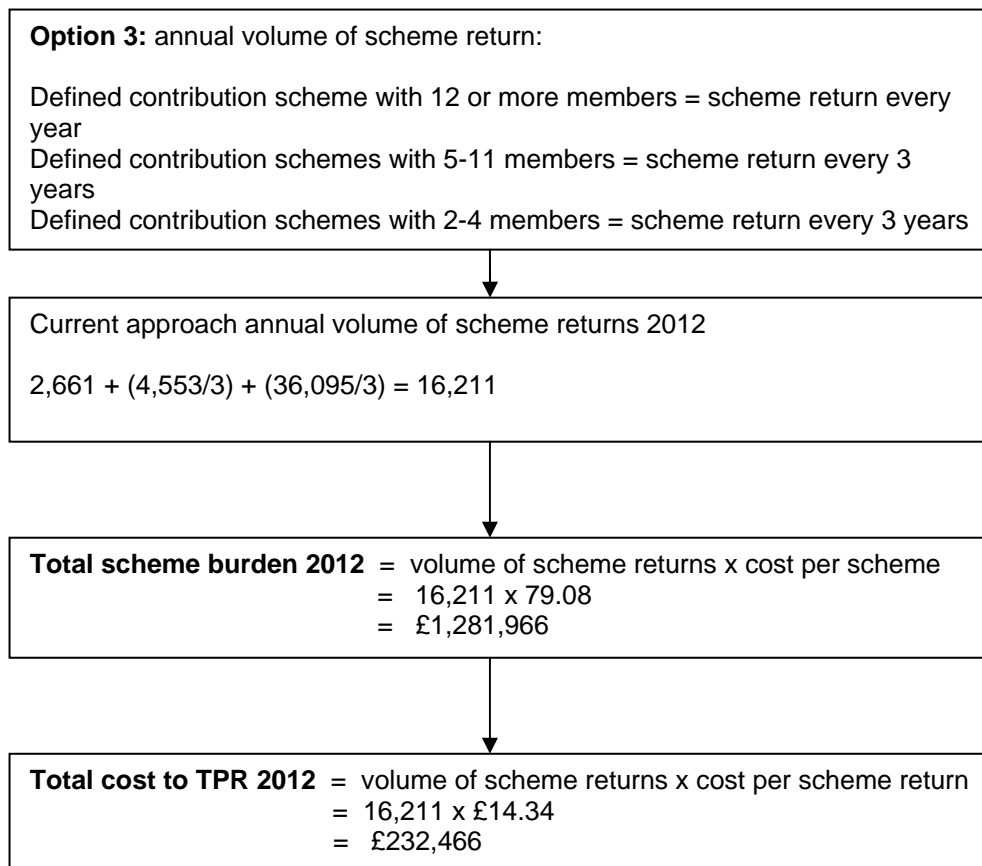 Option 3: annual volume of scheme return:
Defined contribution scheme with 12 or more members = scheme return every
year
Defined contribution schemes with 5-11 members = scheme return every 3
years
Defined contribution schemes with 2-4 members = scheme return every 3 years
Current approach annual volume of scheme returns 2012
2,661 + (4,553/3) + (36,095/3) = 16,211
Total scheme burden 2012 = volume of scheme returns x cost per scheme
= 16,211 x 79.08
= £1,281,966
Total cost to TPR 2012 = volume of scheme returns x cost per scheme return
= 16,211 x £14.34
= £232,466